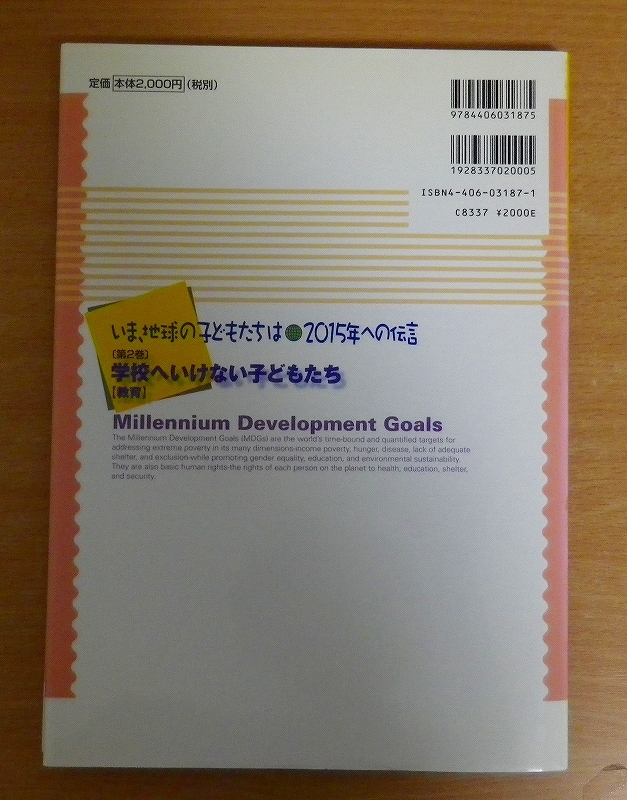 定価 本体2,000円 (税別)
9784406031875
1928337020005
ISBN4-406-03187-1
C8337 ¥2000E
いま、地球の子どもたちは●2015年への伝言
[第2巻]
学校へいけない子どもたち
[教育]
Millennium Development Goals
The Millennium Development Goals (MDGs) are the world's time-bound and quantified targets for
addressing extreme poverty in its many dimensions-income poverty, hunger, disease, lack of adequate
shelter, and exclusion-while promoting gender equality, education, and environmental sustainability.
They are also basic human rights-the rights of each person on the planet to health, education, shelter,
and security.